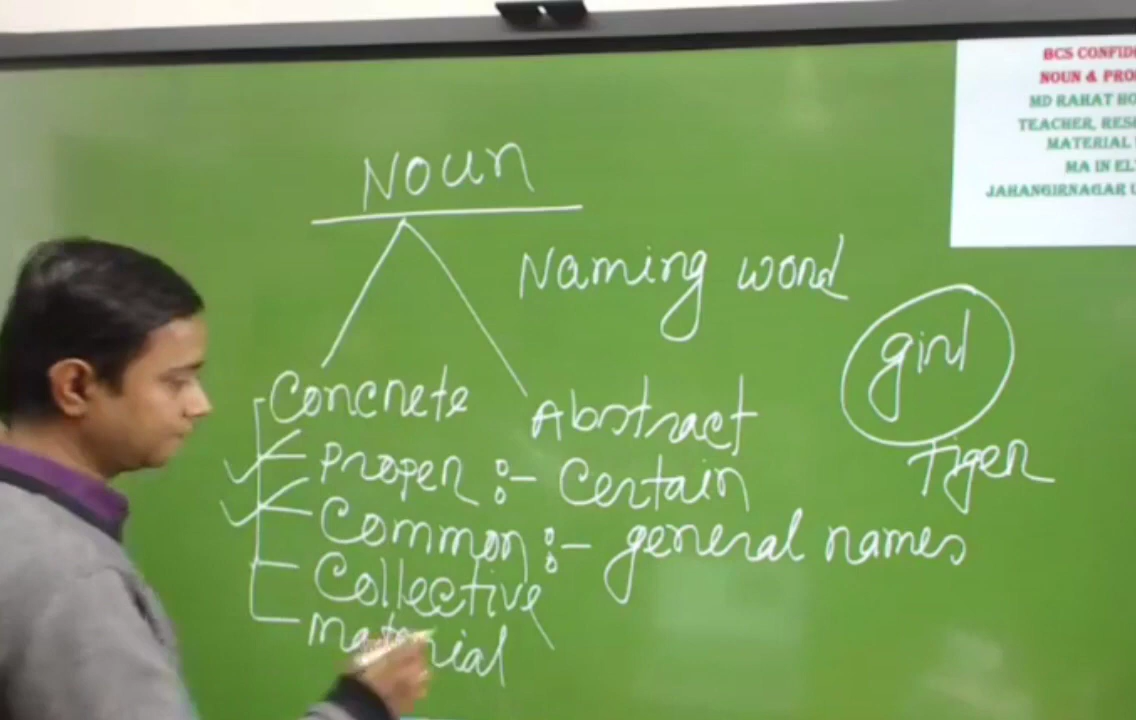 BCS CONFID
NOUN & PRO
MD RAHAT HO
TEACHER, RES
MATERIAL
MA IN EL
JAHANGIRNAGAR U
Noun
Naming word
girl
Tiger
Concrete
Abstract
Proper :- Certain
Common :- general names
Collective
material